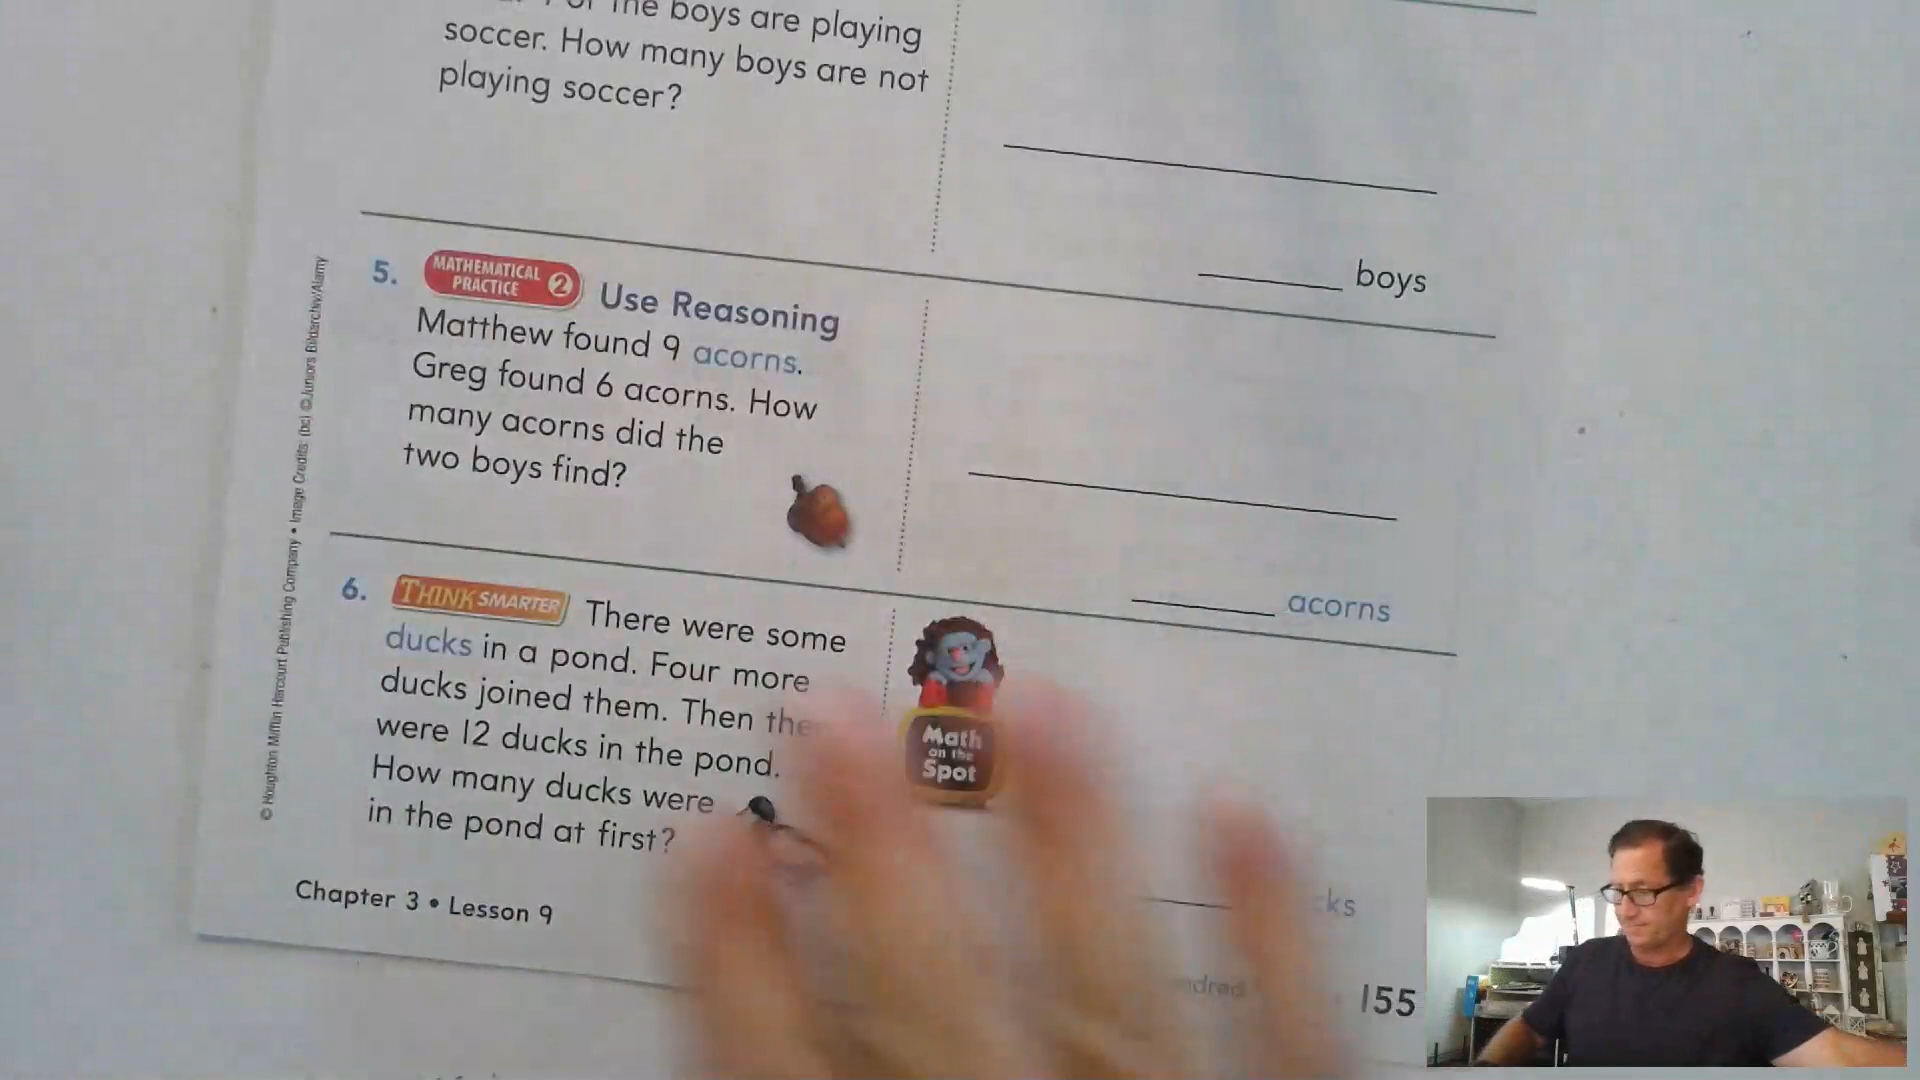 the boys are playing
soccer. How many boys are not
playing soccer?
boys
5. MATHEMATICAL PRACTICE 2 Use Reasoning
Matthew found 9 acorns.
Greg found 6 acorns. How
many acorns did the
two boys find?
acorns
6. THINK SMARTER There were some
ducks in a pond. Four more
ducks joined them. Then the
were 12 ducks in the pond.
How many ducks were
in the pond at first?
Math
on the
Spot
cks
Chapter 3 • Lesson 9
155
© Houghton Mifflin Harcourt Publishing Company • Image Credits: (bc) ©Juniors Bildarchiv/Alamy